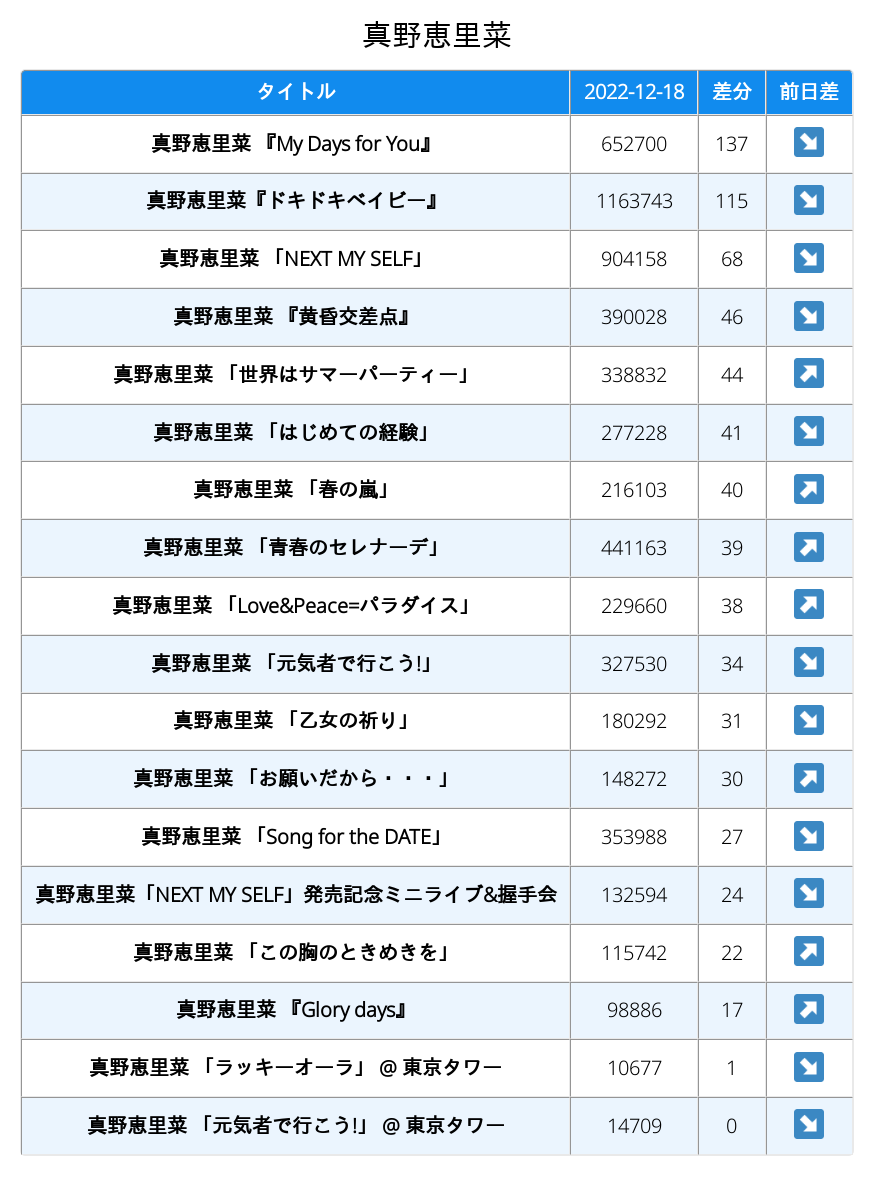 真野恵里菜
タイトル 2022-12-18 差分 前日差
真野恵里菜 『My Days for You』 652700 137 ↘
真野恵里菜『ドキドキベイビー』 1163743 115 ↘
真野恵里菜 「NEXT MY SELF」 904158 68 ↘
真野恵里菜 『黄昏交差点』 390028 46 ↘
真野恵里菜 「世界はサマーパーティー」 338832 44 ↗
真野恵里菜 「はじめての経験」 277228 41 ↘
真野恵里菜 「春の嵐」 216103 40 ↗
真野恵里菜 「青春のセレナーデ」 441163 39 ↗
真野恵里菜 「Love&Peace=パラダイス」 229660 38 ↗
真野恵里菜 「元気者で行こう!」 327530 34 ↘
真野恵里菜 「乙女の祈り」 180292 31 ↘
真野恵里菜 「お願いだから・・・」 148272 30 ↗
真野恵里菜 「Song for the DATE」 353988 27 ↘
真野恵里菜「NEXT MY SELF」発売記念ミニライブ&握手会 132594 24 ↘
真野恵里菜 「この胸のときめきを」 115742 22 ↗
真野恵里菜 『Glory days』 98886 17 ↗
真野恵里菜 「ラッキーオーラ」 @ 東京タワー 10677 1 ↘
真野恵里菜 「元気者で行こう!」 @ 東京タワー 14709 0 ↘